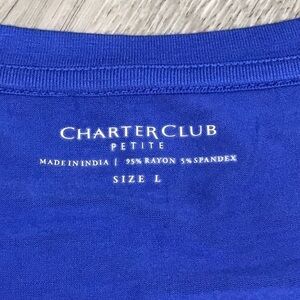 CHARTER CLUB
PETITE
MADE IN INDIA | 95% RAYON 5% SPANDEX
SIZE L